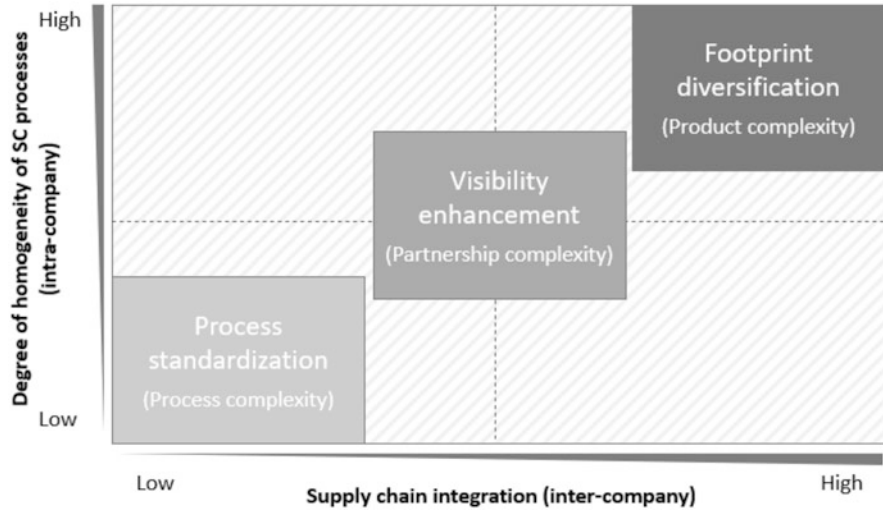 High
Degree of homogeneity of SC processes
(intra-company)
Low
Footprint
diversification
(Product complexity)
Visibility
enhancement
(Partnership complexity)
Process
standardization
(Process complexity)
Low
High
Supply chain integration (inter-company)